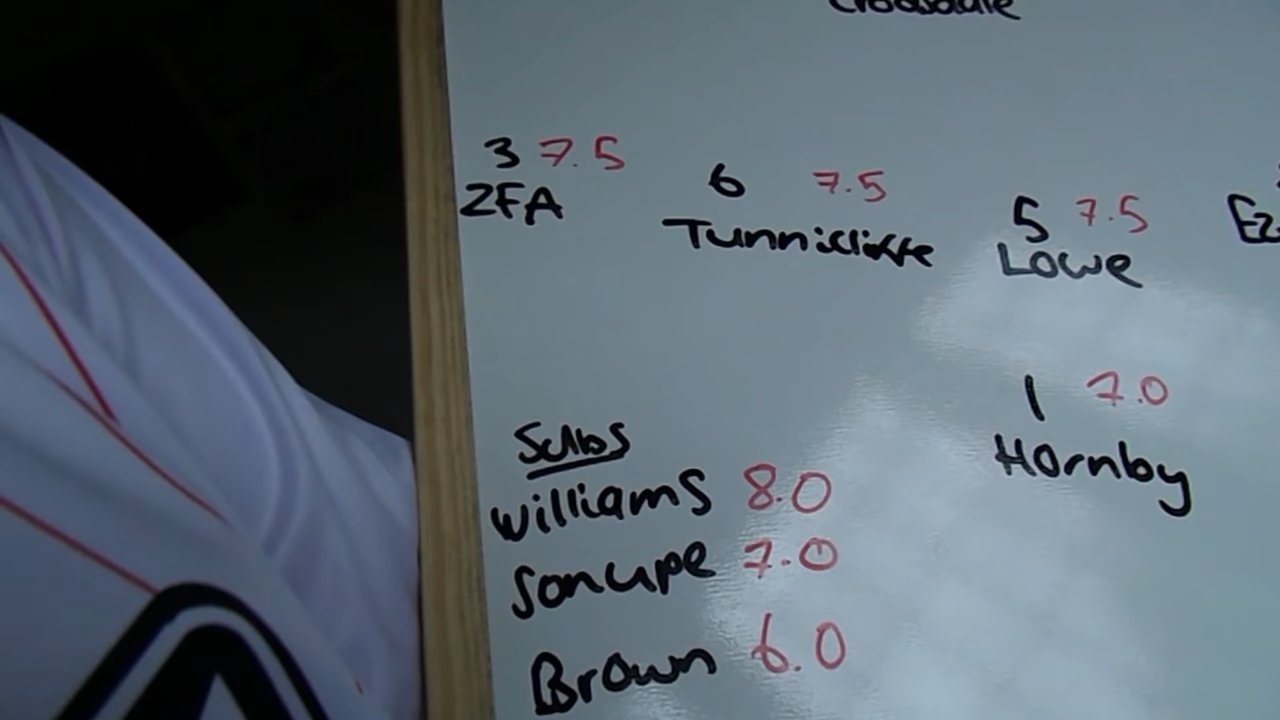 3 7.5
ZFA
6 7.5
Tunnicliffe
5 7.5
Lowe
1 7.0
Hornby
Subs
Williams 8.0
Soncupe 7.0
Brown 6.0